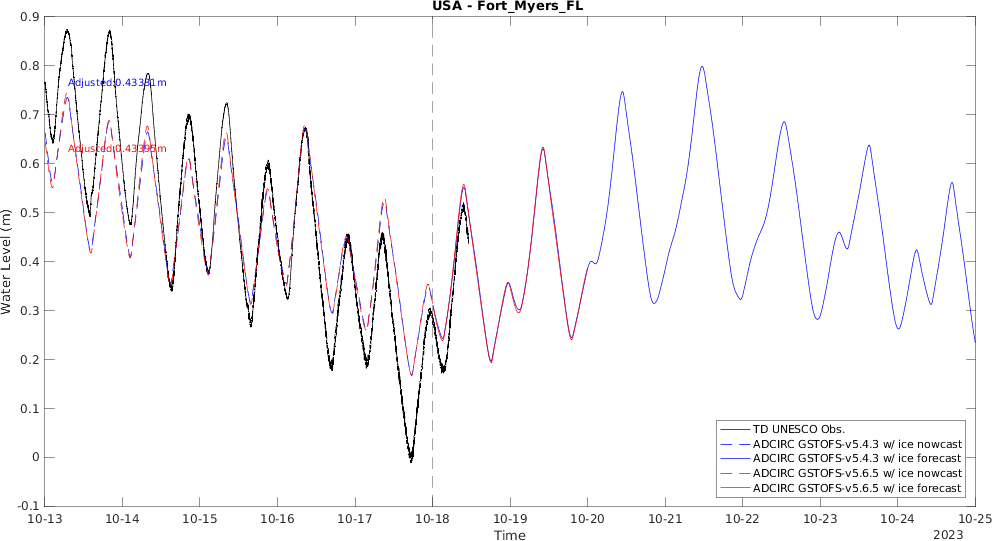 USA - Fort_Myers_FL
0.9
0.8
0.7
0.6
0.5
0.4
0.3
0.2
0.1
0
-0.1
Water Level (m)
Adjusted:0.43331m
Adjusted:0.43395m
TD UNESCO Obs.
ADCIRC GSTOFS-v5.4.3 w/ ice nowcast
ADCIRC GSTOFS-v5.4.3 w/ ice forecast
ADCIRC GSTOFS-v5.6.5 w/ ice nowcast
ADCIRC GSTOFS-v5.6.5 w/ ice forecast
10-13 10-14 10-15 10-16 10-17 10-18 10-19 10-20 10-21 10-22 10-23 10-24 10-25
Time
2023